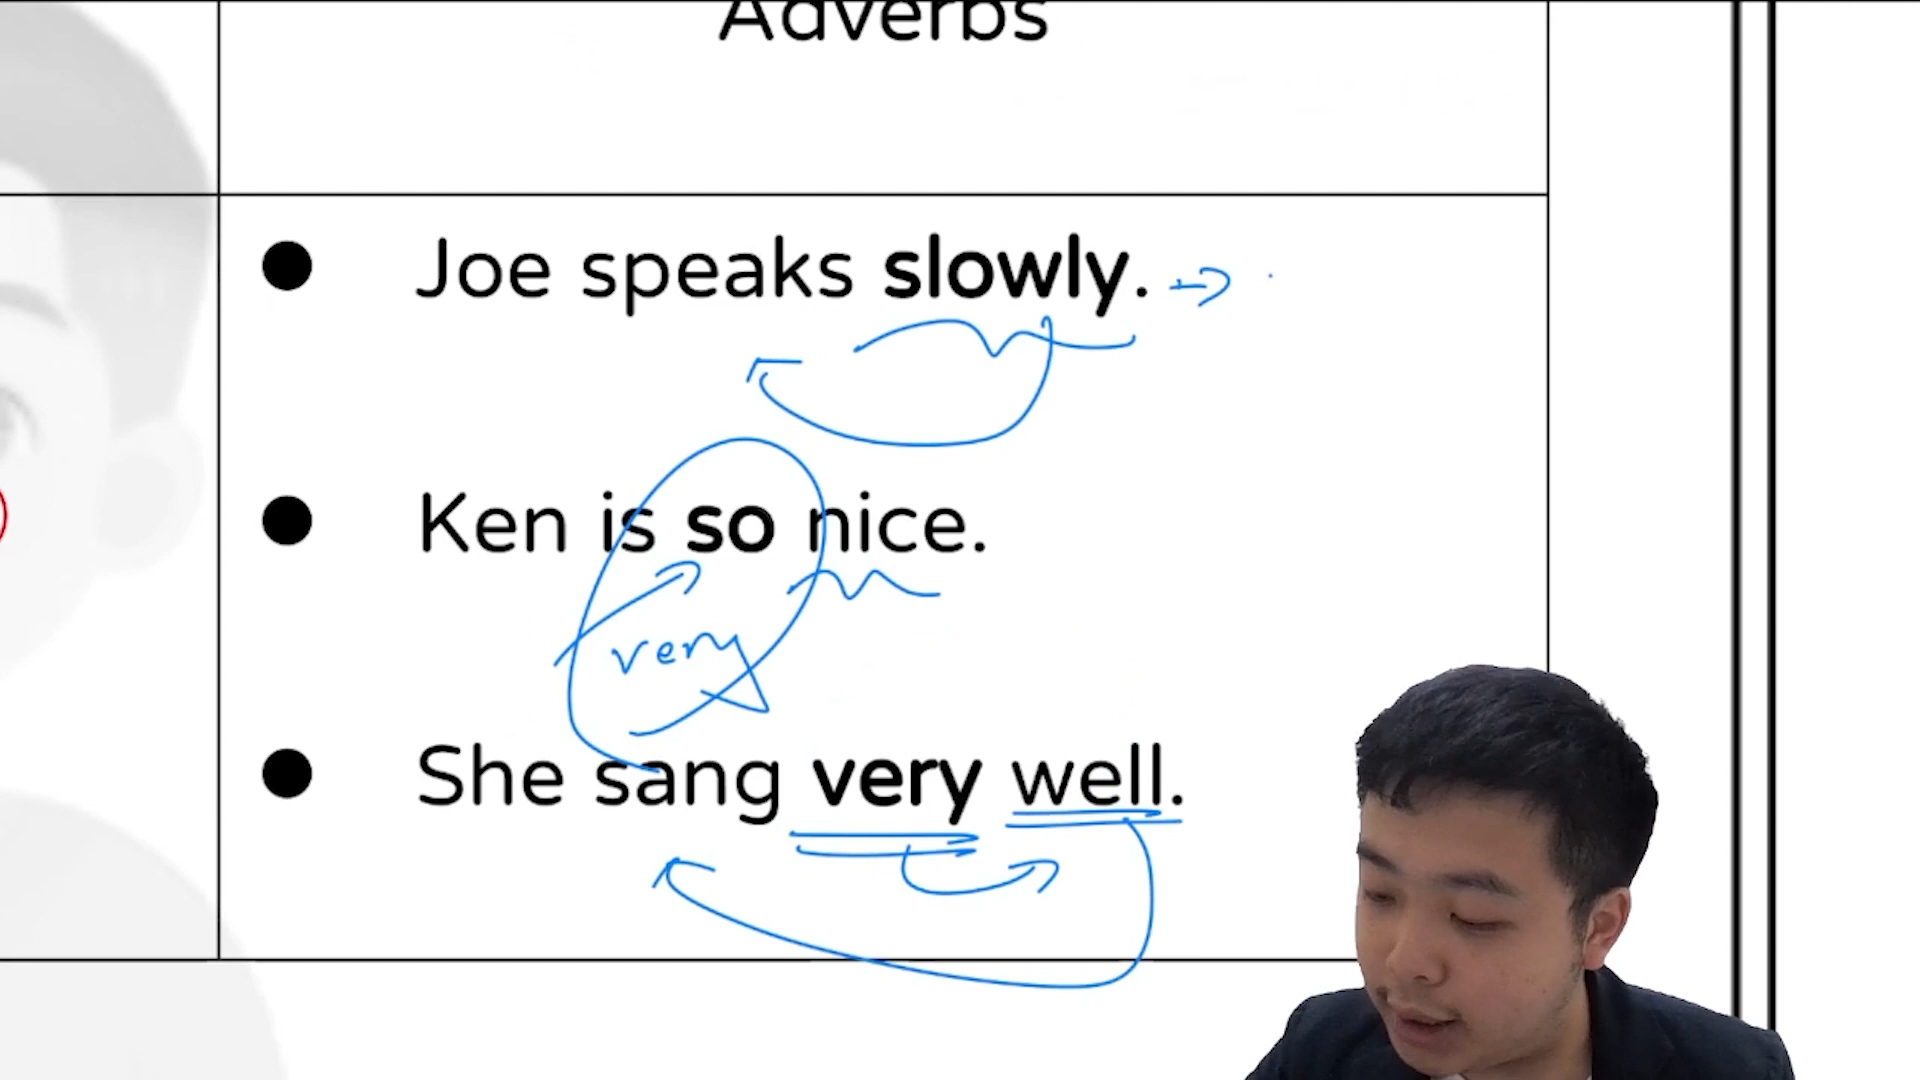 Adverbs
● Joe speaks slowly.
● Ken is so nice.
very
● She sang very well.